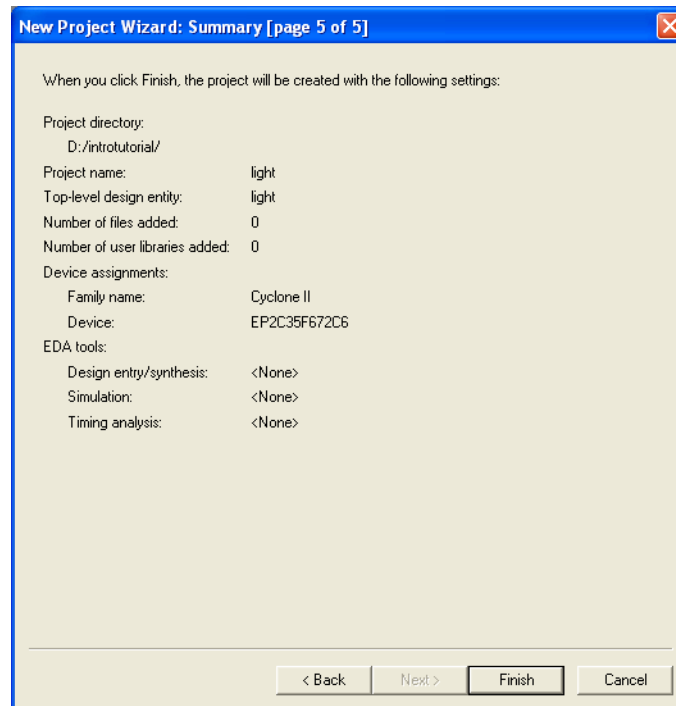 New Project Wizard: Summary [page 5 of 5]
When you click Finish, the project will be created with the following settings:
Project directory:
D:/introtutorial/
Project name: light
Top-level design entity: light
Number of files added: 0
Number of user libraries added: 0
Device assignments:
Family name: Cyclone II
Device: EP2C35F672C6
EDA tools:
Design entry/synthesis: <None>
Simulation: <None>
Timing analysis: <None>
< Back Next > Finish Cancel